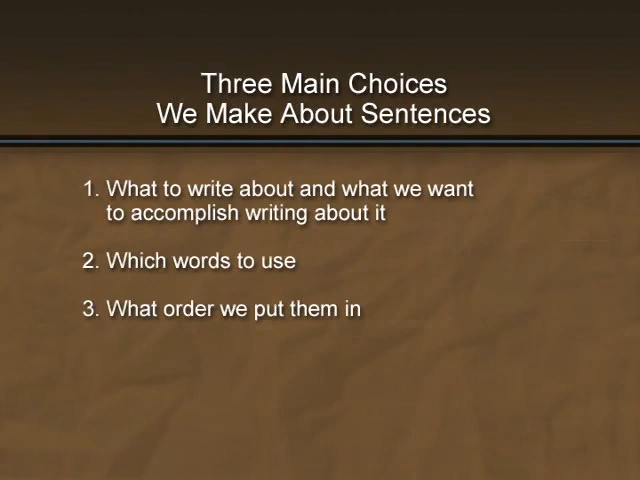 Three Main Choices
We Make About Sentences
1. What to write about and what we want
to accomplish writing about it
2. Which words to use
3. What order we put them in